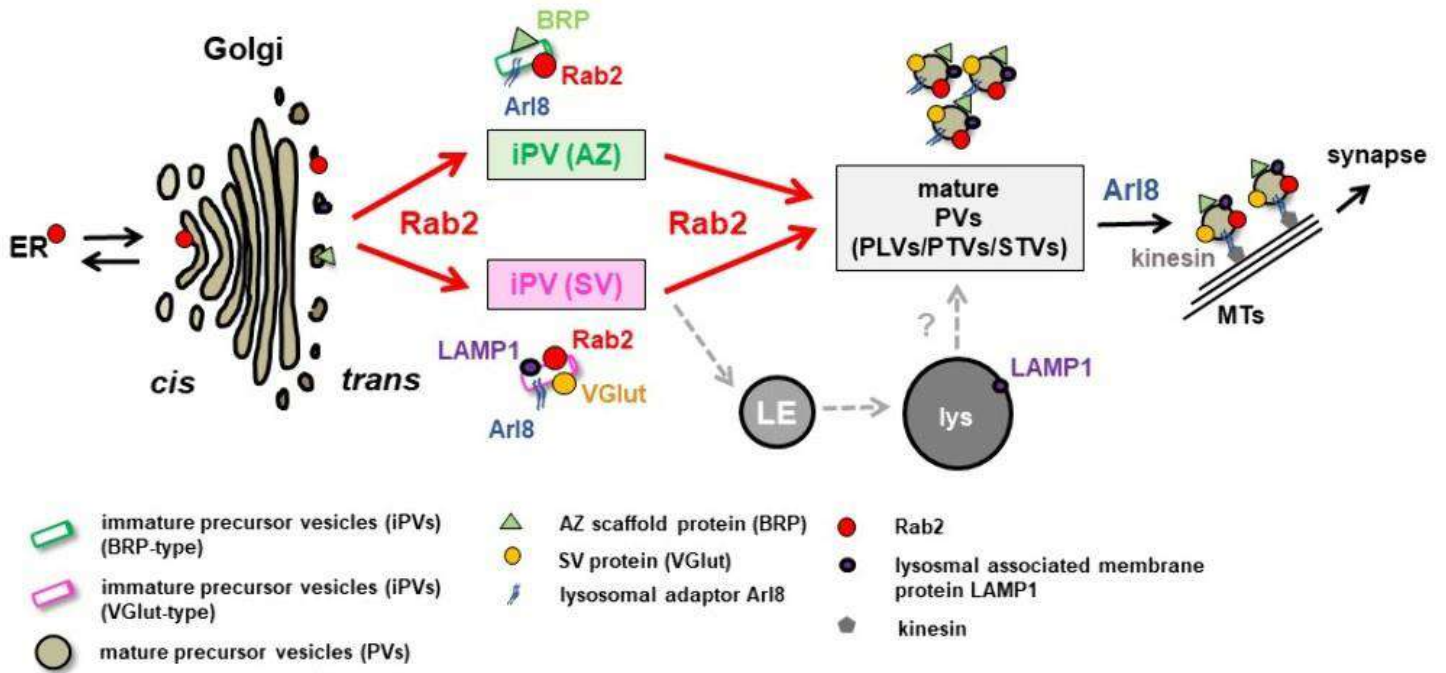 Golgi
BRP
Rab2
Arl8
iPV (AZ)
Rab2
Rab2
iPV (SV)
ER
cis
trans
LAMP1
Rab2
VGlut
Arl8
mature
PVs
(PLVs/PTVs/STVs)
Arl8
synapse
kinesin
MTs
?
LAMP1
LE
lys
immature precursor vesicles (iPVs)
(BRP-type)
immature precursor vesicles (iPVs)
(VGlut-type)
mature precursor vesicles (PVs)
AZ scaffold protein (BRP)
SV protein (VGlut)
lysosomal adaptor Arl8
Rab2
lysosmal associated membrane
protein LAMP1
kinesin